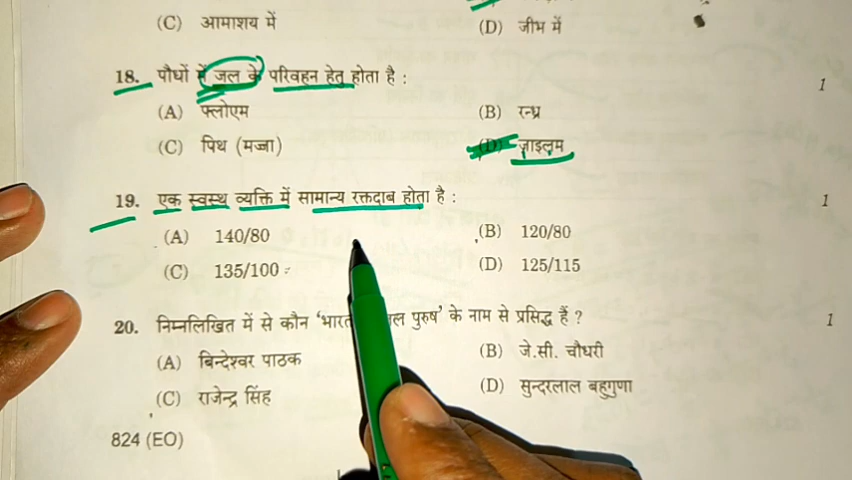 (C) आमाशय में (D) जीभ में
18. पौधों में जल के परिवहन हेतु होता है : 1
(A) फ्लोएम (B) रन्ध्र
(C) पिथ (मज्जा) (D) ज़ाइलम
19. एक स्वस्थ व्यक्ति में सामान्य रक्तदाब होता है : 1
(A) 140/80 (B) 120/80
(C) 135/100 (D) 125/115
20. निम्नलिखित में से कौन पुरुष’ के नाम से प्रसिद्ध हैं ? 1
(A) बिन्देश्वर पाठक (B) जे.सी. चौधरी
(C) राजेन्द्र सिंह (D) सुन्दरलाल बहुगुणा
824 (EO)